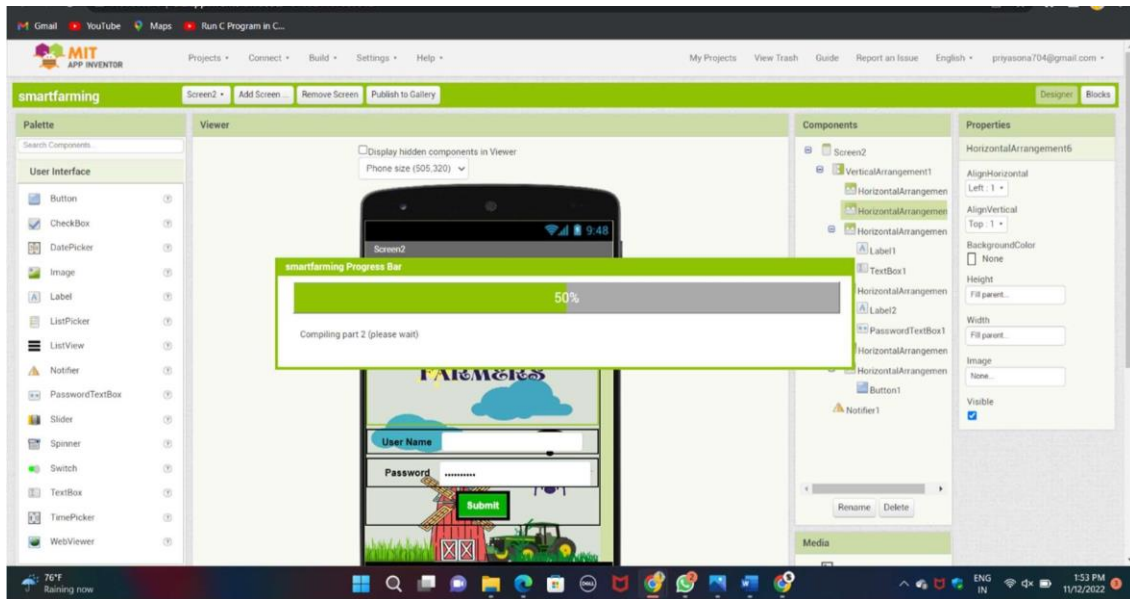 Gmail YouTube Maps Run C Program in C...
MIT
APP INVENTOR
Projects Connect Build Settings Help My Projects View Trash Guide Report an Issue English priyasona704@gmail.com
smartfarming Screen2 Add Screen ... Remove Screen Publish to Gallery Designer Blocks
Palette Viewer Components Properties
Search Components...
User Interface
Button
CheckBox
DatePicker
Image
Label
ListPicker
ListView
Notifier
PasswordTextBox
Slider
Spinner
Switch
TextBox
TimePicker
WebViewer
Display hidden components in Viewer
Phone size (505,320)
9:48
Screen2
smartfarming Progress Bar
50%
Compiling part 2 (please wait)
FARMERS
User Name
Password ..........
Submit
Screen2
VerticalArrangement1
HorizontalArrangemen
HorizontalArrangemen
HorizontalArrangemen
Label1
TextBox1
HorizontalArrangemen
Label2
PasswordTextBox1
HorizontalArrangemen
HorizontalArrangemen
Button1
Notifier1
Rename Delete
Media
HorizontalArrangement6
AlignHorizontal
Left : 1
AlignVertical
Top : 1
BackgroundColor
None
Height
Fill parent...
Width
Fill parent...
Image
None...
Visible
76°F
Raining now
DELL
ENG
IN
1:53 PM
11/12/2022